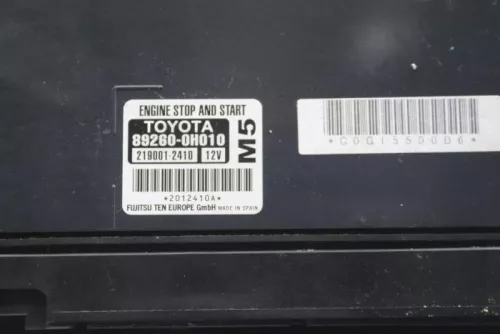 ENGINE STOP AND START
TOYOTA
89260-0H010
219001-2410 12V
M5
*2012410A*
FUJITSU TEN EUROPE GmbH MADE IN SPAIN
*C0Q1550006*